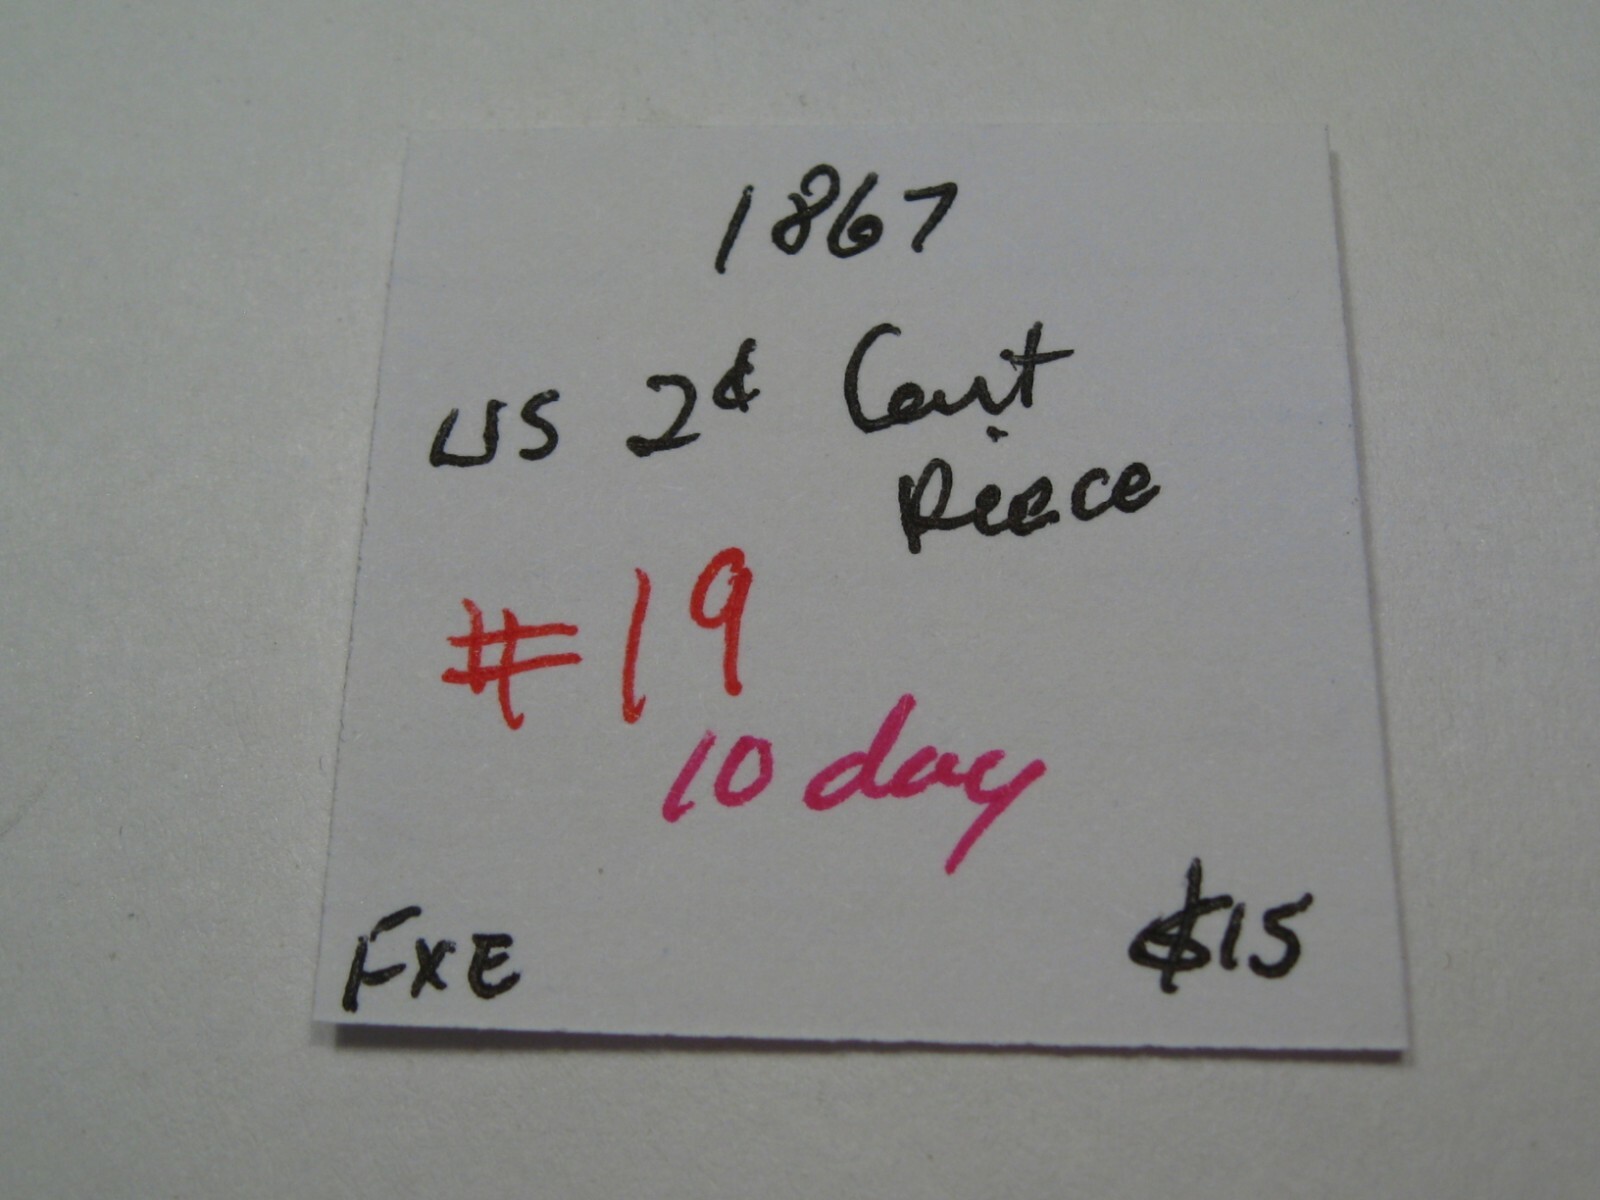 1867
US 2¢ Cent
Piece
#19
10 day
FXE $15